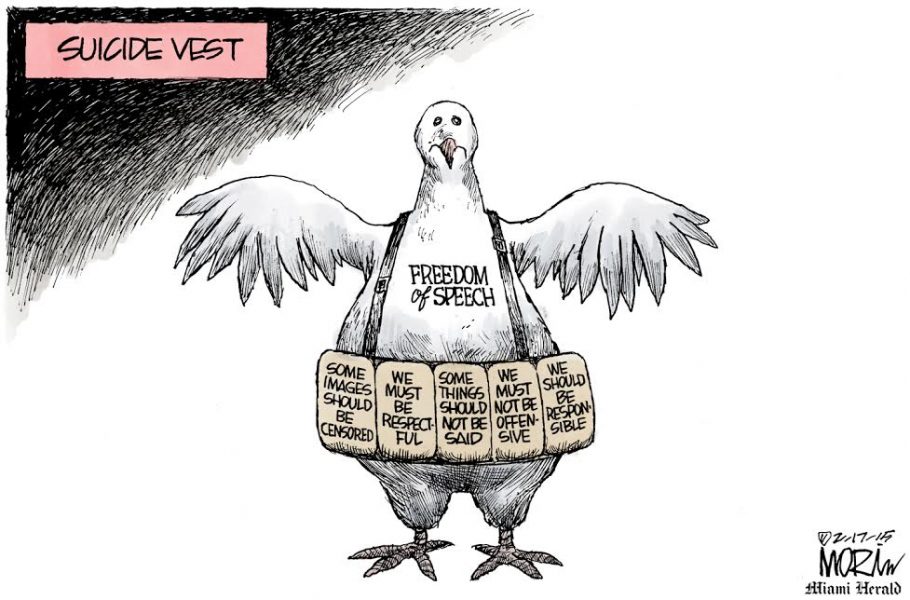 SUICIDE VEST
FREEDOM
of SPEECH
SOME
IMAGES
SHOULD
BE
CENSORED
WE
MUST
BE
RESPECT-
FUL
SOME
THINGS
SHOULD
NOT BE
SAID
WE
MUST
NOT BE
OFFEN-
SIVE
WE
SHOULD
BE
RESPON-
SIBLE
2-17-15
MORIN
Miami Herald